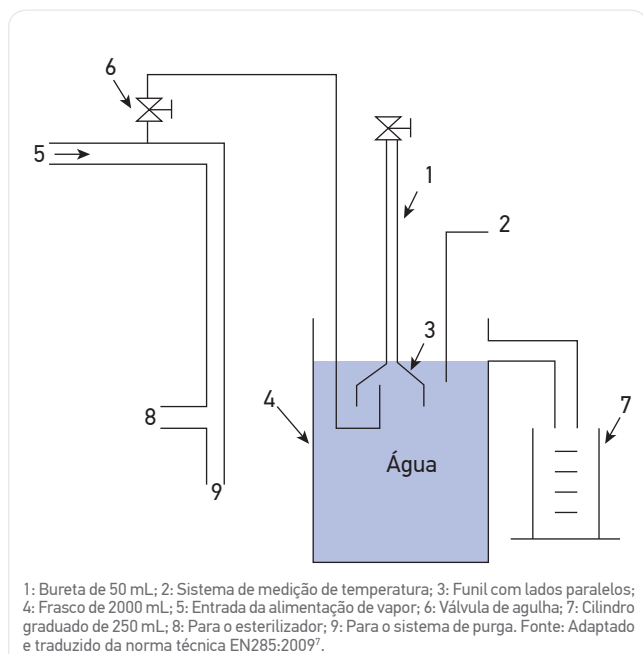 6
5
1
2
3
4
7
8
9
Água
1: Bureta de 50 mL; 2: Sistema de medição de temperatura; 3: Funil com lados paralelos;
4: Frasco de 2000 mL; 5: Entrada da alimentação de vapor; 6: Válvula de agulha; 7: Cilindro
graduado de 250 mL; 8: Para o esterilizador; 9: Para o sistema de purga. Fonte: Adaptado
e traduzido da norma técnica EN285:2009⁷.